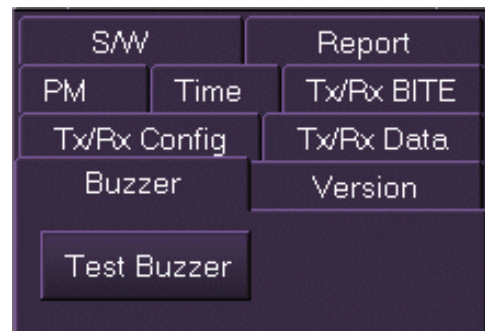 S/W Report
PM Time Tx/Rx BITE
Tx/Rx Config Tx/Rx Data
Buzzer Version
Test Buzzer